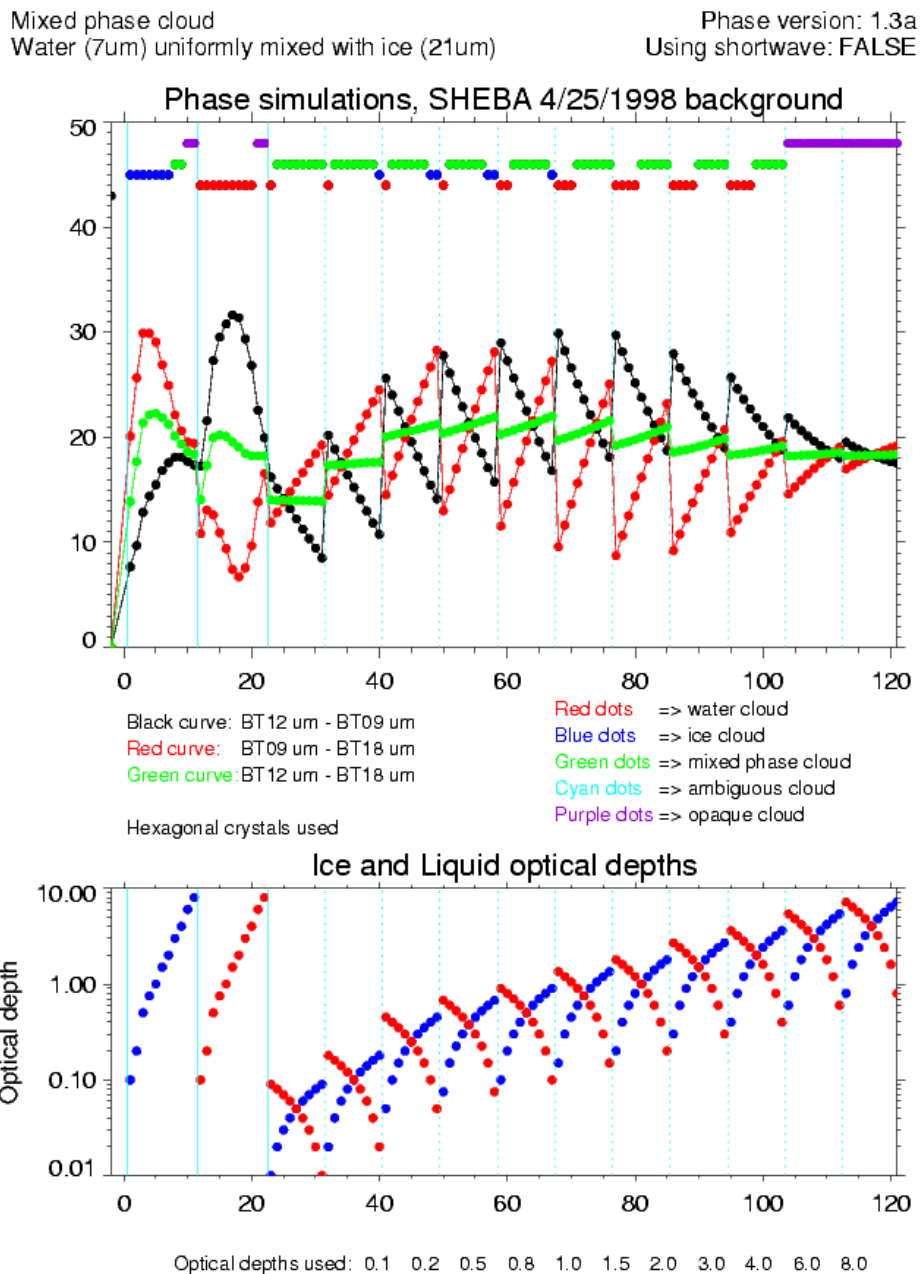 Mixed phase cloud
Phase version: 1.3a
Water (7um) uniformly mixed with ice (21um)
Using shortwave: FALSE
Phase simulations, SHEBA 4/25/1998 background
50
40
30
20
10
0
0 20 40 60 80 100 120
Black curve: BT12 um - BT09 um
Red curve: BT09 um - BT18 um
Green curve: BT12 um - BT18 um
Hexagonal crystals used
Red dots => water cloud
Blue dots => ice cloud
Green dots => mixed phase cloud
Cyan dots => ambiguous cloud
Purple dots => opaque cloud
Ice and Liquid optical depths
Optical depth
10.00
1.00
0.10
0.01
0 20 40 60 80 100 120
Optical depths used: 0.1 0.2 0.5 0.8 1.0 1.5 2.0 3.0 4.0 6.0 8.0